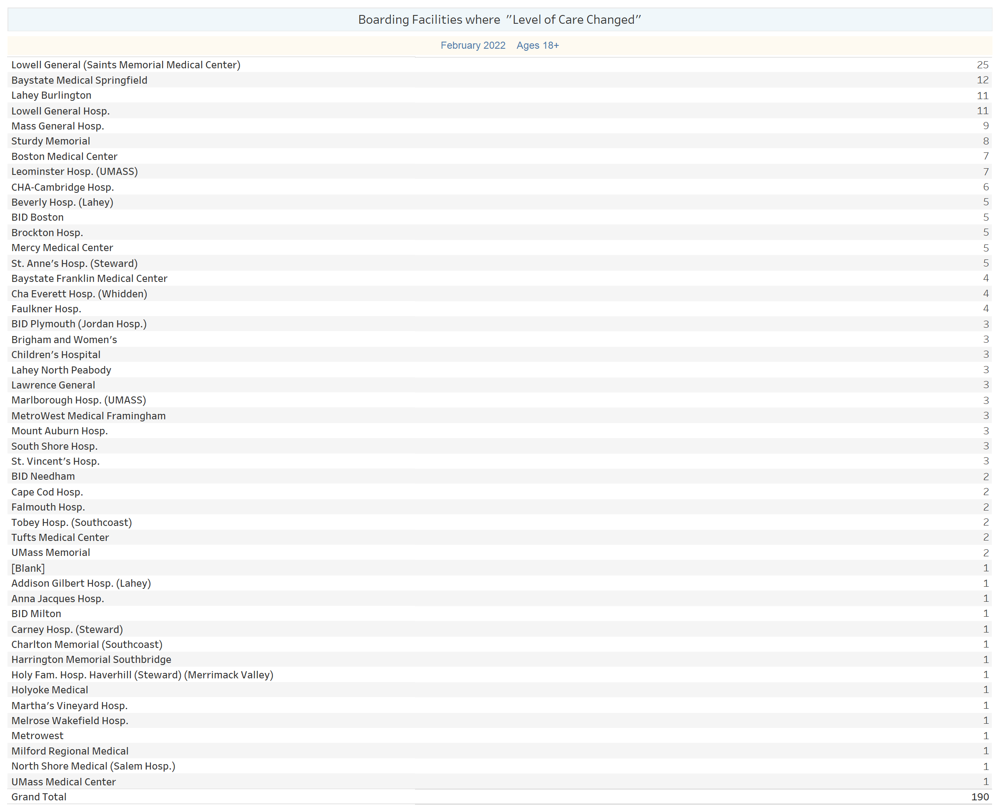 Boarding Facilities where "Level of Care Changed"
February 2022 Ages 18+
Lowell General (Saints Memorial Medical Center) 25
Baystate Medical Springfield 12
Lahey Burlington 11
Lowell General Hosp. 11
Mass General Hosp. 9
Sturdy Memorial 8
Boston Medical Center 7
Leominster Hosp. (UMASS) 7
CHA-Cambridge Hosp. 6
Beverly Hosp. (Lahey) 5
BID Boston 5
Brockton Hosp. 5
Mercy Medical Center 5
St. Anne's Hosp. (Steward) 5
Baystate Franklin Medical Center 4
Cha Everett Hosp. (Whidden) 4
Faulkner Hosp. 4
BID Plymouth (Jordan Hosp.) 3
Brigham and Women's 3
Children's Hospital 3
Lahey North Peabody 3
Lawrence General 3
Marlborough Hosp. (UMASS) 3
MetroWest Medical Framingham 3
Mount Auburn Hosp. 3
South Shore Hosp. 3
St. Vincent's Hosp. 3
BID Needham 2
Cape Cod Hosp. 2
Falmouth Hosp. 2
Tobey Hosp. (Southcoast) 2
Tufts Medical Center 2
UMass Memorial 2
[Blank] 1
Addison Gilbert Hosp. (Lahey) 1
Anna Jacques Hosp. 1
BID Milton 1
Carney Hosp. (Steward) 1
Charlton Memorial (Southcoast) 1
Harrington Memorial Southbridge 1
Holy Fam. Hosp. Haverhill (Steward) (Merrimack Valley) 1
Holyoke Medical 1
Martha's Vineyard Hosp. 1
Melrose Wakefield Hosp. 1
Metrowest 1
Milford Regional Medical 1
North Shore Medical (Salem Hosp.) 1
UMass Medical Center 1
Grand Total 190